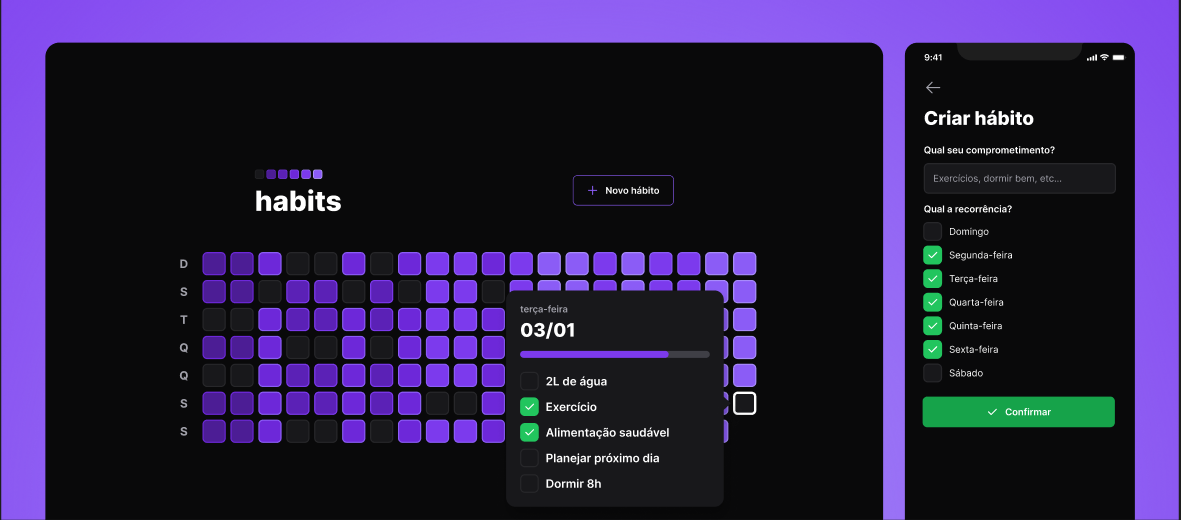 habits
+ Novo hábito
D
S
T
Q
Q
S
S
terça-feira
03/01
2L de água
Exercício
Alimentação saudável
Planejar próximo dia
Dormir 8h
9:41
Criar hábito
Qual seu comprometimento?
Exercícios, dormir bem, etc...
Qual a recorrência?
Domingo
Segunda-feira
Terça-feira
Quarta-feira
Quinta-feira
Sexta-feira
Sábado
Confirmar